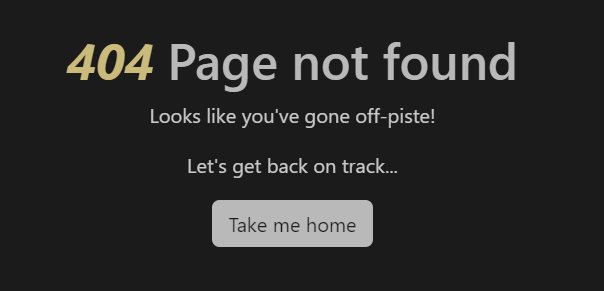 404 Page not found
Looks like you've gone off-piste!
Let's get back on track...
Take me home